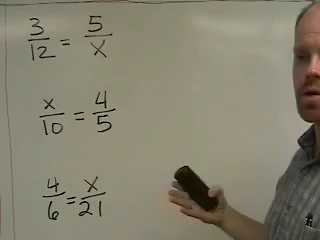 3/12 = 5/x
x/10 = 4/5
4/6 = x/21